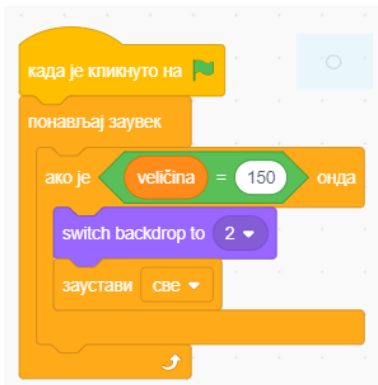 када је кликнуто на
понављај заувек
ако је veličina = 150 онда
switch backdrop to 2
заустави све